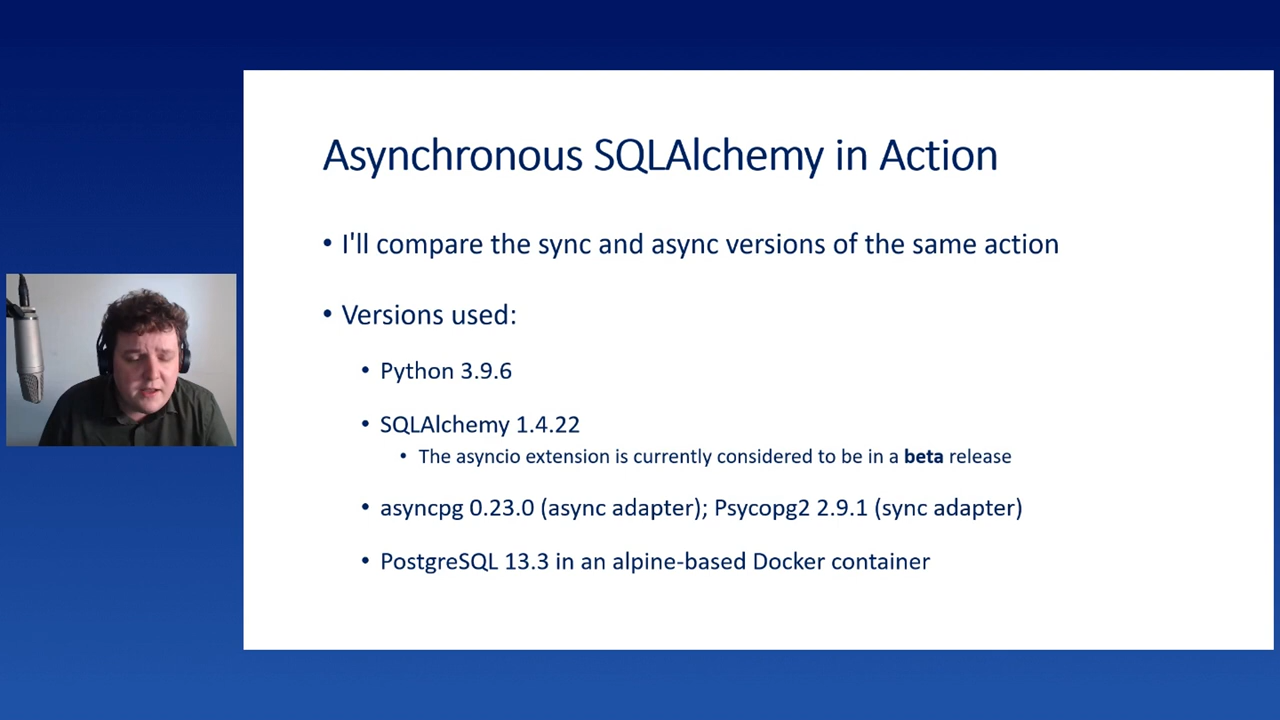 Asynchronous SQLAlchemy in Action
• I'll compare the sync and async versions of the same action
• Versions used:
• Python 3.9.6
• SQLAlchemy 1.4.22
• The asyncio extension is currently considered to be in a beta release
• asyncpg 0.23.0 (async adapter); Psycopg2 2.9.1 (sync adapter)
• PostgreSQL 13.3 in an alpine-based Docker container